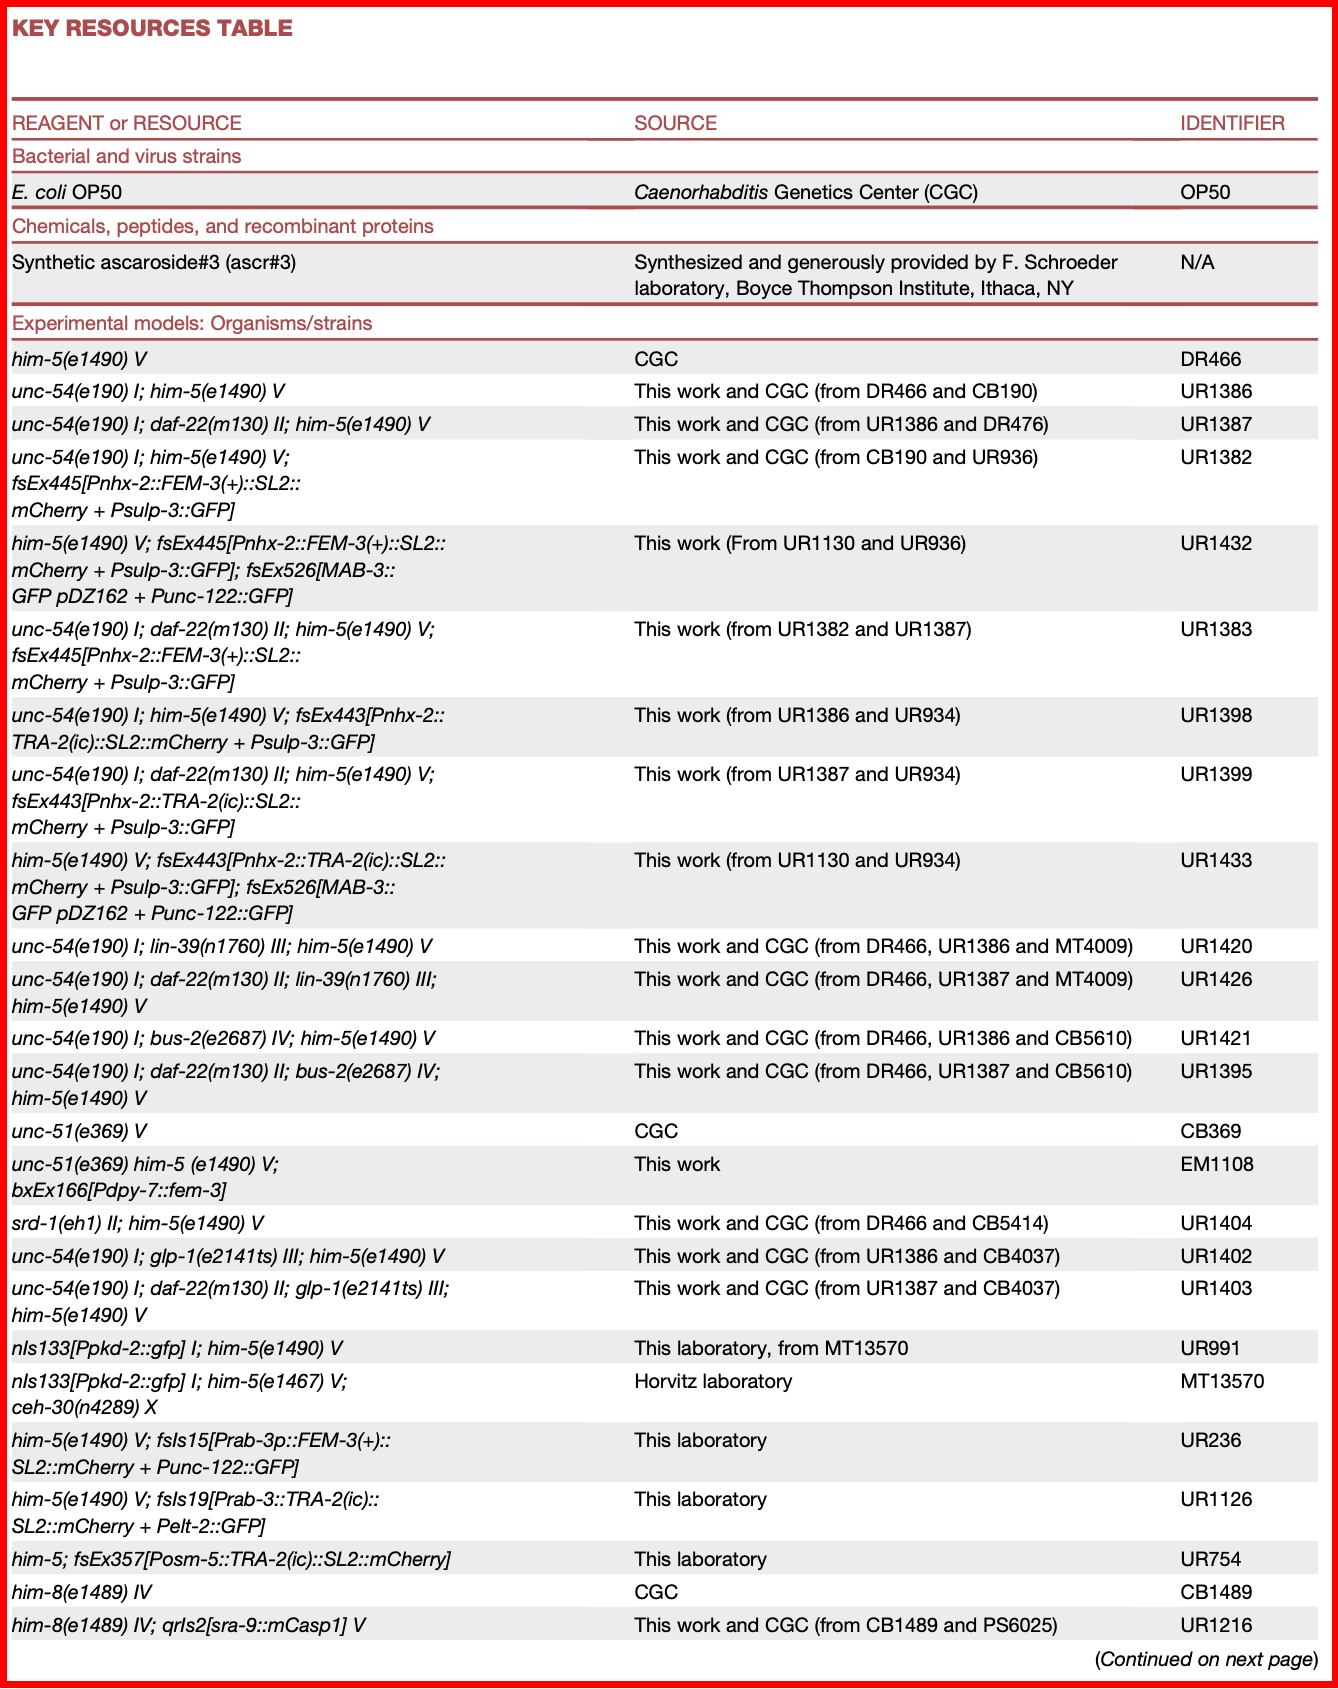 KEY RESOURCES TABLE
REAGENT or RESOURCE SOURCE IDENTIFIER
Bacterial and virus strains
E. coli OP50 Caenorhabditis Genetics Center (CGC) OP50
Chemicals, peptides, and recombinant proteins
Synthetic ascaroside#3 (ascr#3) Synthesized and generously provided by F. Schroeder N/A
laboratory, Boyce Thompson Institute, Ithaca, NY
Experimental models: Organisms/strains
him-5(e1490) V CGC DR466
unc-54(e190) I; him-5(e1490) V This work and CGC (from DR466 and CB190) UR1386
unc-54(e190) I; daf-22(m130) II; him-5(e1490) V This work and CGC (from UR1386 and DR476) UR1387
unc-54(e190) I; him-5(e1490) V; This work and CGC (from CB190 and UR936) UR1382
fsEx445[Pnhx-2::FEM-3(+)::SL2::
mCherry + Psulp-3::GFP]
him-5(e1490) V; fsEx445[Pnhx-2::FEM-3(+)::SL2:: This work (From UR1130 and UR936) UR1432
mCherry + Psulp-3::GFP]; fsEx526[MAB-3::
GFP pDZ162 + Punc-122::GFP]
unc-54(e190) I; daf-22(m130) II; him-5(e1490) V; This work (from UR1382 and UR1387) UR1383
fsEx445[Pnhx-2::FEM-3(+)::SL2::
mCherry + Psulp-3::GFP]
unc-54(e190) I; him-5(e1490) V; fsEx443[Pnhx-2:: This work (from UR1386 and UR934) UR1398
TRA-2(ic)::SL2::mCherry + Psulp-3::GFP]
unc-54(e190) I; daf-22(m130) II; him-5(e1490) V; This work (from UR1387 and UR934) UR1399
fsEx443[Pnhx-2::TRA-2(ic)::SL2::
mCherry + Psulp-3::GFP]
him-5(e1490) V; fsEx443[Pnhx-2::TRA-2(ic)::SL2:: This work (from UR1130 and UR934) UR1433
mCherry + Psulp-3::GFP]; fsEx526[MAB-3::
GFP pDZ162 + Punc-122::GFP]
unc-54(e190) I; lin-39(n1760) III; him-5(e1490) V This work and CGC (from DR466, UR1386 and MT4009) UR1420
unc-54(e190) I; daf-22(m130) II; lin-39(n1760) III; This work and CGC (from DR466, UR1387 and MT4009) UR1426
him-5(e1490) V
unc-54(e190) I; bus-2(e2687) IV; him-5(e1490) V This work and CGC (from DR466, UR1386 and CB5610) UR1421
unc-54(e190) I; daf-22(m130) II; bus-2(e2687) IV; This work and CGC (from DR466, UR1387 and CB5610) UR1395
him-5(e1490) V
unc-51(e369) V CGC CB369
unc-51(e369) him-5 (e1490) V; This work EM1108
bxEx166[Pdpy-7::fem-3]
srd-1(eh1) II; him-5(e1490) V This work and CGC (from DR466 and CB5414) UR1404
unc-54(e190) I; glp-1(e2141ts) III; him-5(e1490) V This work and CGC (from UR1386 and CB4037) UR1402
unc-54(e190) I; daf-22(m130) II; glp-1(e2141ts) III; This work and CGC (from UR1387 and CB4037) UR1403
him-5(e1490) V
nIs133[Ppkd-2::gfp] I; him-5(e1490) V This laboratory, from MT13570 UR991
nIs133[Ppkd-2::gfp] I; him-5(e1467) V; Horvitz laboratory MT13570
ceh-30(n4289) X
him-5(e1490) V; fsIs15[Prab-3p::FEM-3(+):: This laboratory UR236
SL2::mCherry + Punc-122::GFP]
him-5(e1490) V; fsIs19[Prab-3::TRA-2(ic):: This laboratory UR1126
SL2::mCherry + Pelt-2::GFP]
him-5; fsEx357[Posm-5::TRA-2(ic)::SL2::mCherry] This laboratory UR754
him-8(e1489) IV CGC CB1489
him-8(e1489) IV; qrIs2[sra-9::mCasp1] V This work and CGC (from CB1489 and PS6025) UR1216
(Continued on next page)